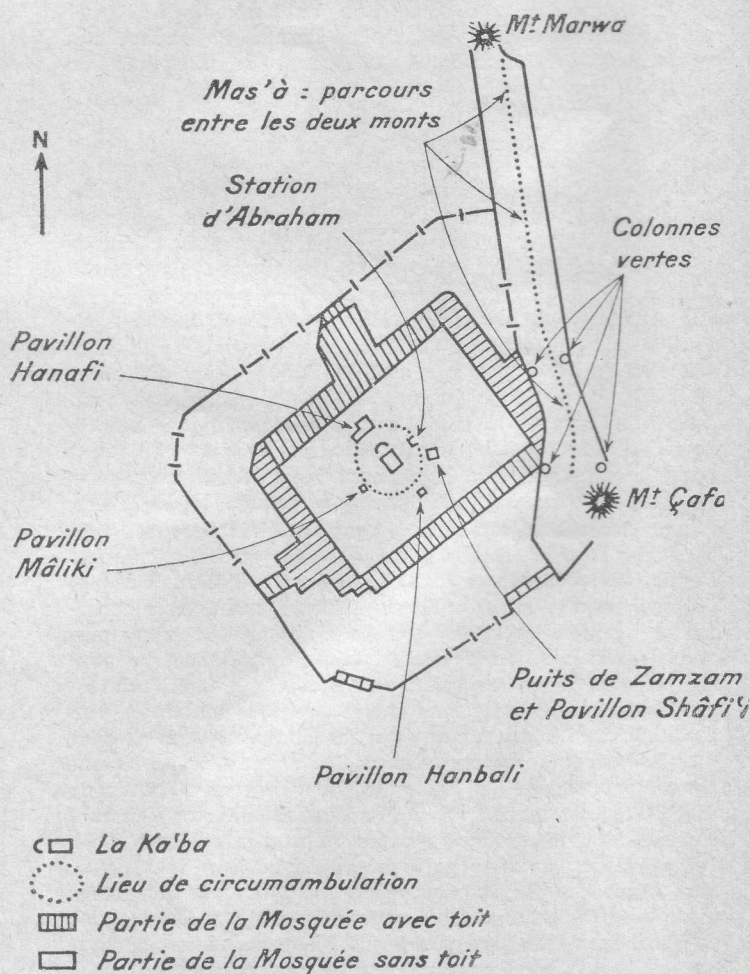 Mt Marwa
Mas'à : parcours
entre les deux monts
N
Station
d'Abraham
Colonnes
vertes
Pavillon
Hanafi
Mt Çafa
Pavillon
Mâliki
Puits de Zamzam
et Pavillon Shâfi'i
Pavillon Hanbali
La Ka'ba
Lieu de circumambulation
Partie de la Mosquée avec toit
Partie de la Mosquée sans toit